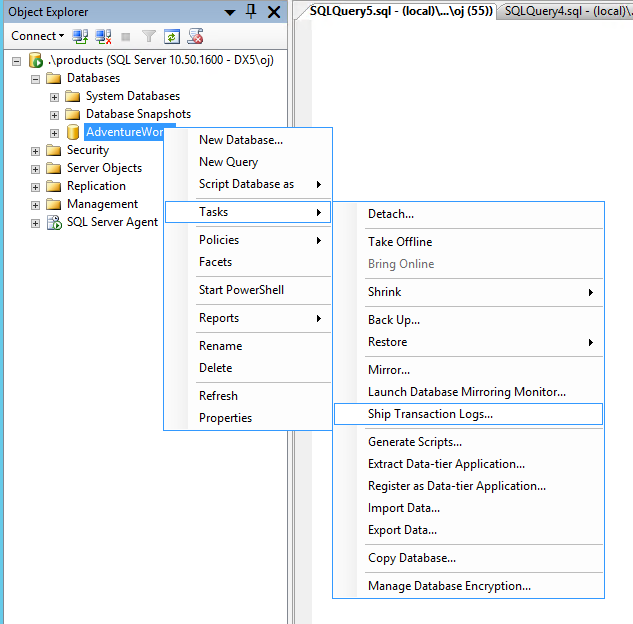 Object Explorer
SQLQuery5.sql - (local)\...\oj (55))
SQLQuery4.sql - (local)\
Connect
.\products (SQL Server 10.50.1600 - DX5\oj)
Databases
System Databases
Database Snapshots
AdventureWor
Security
Server Objects
Replication
Management
SQL Server Agent
New Database...
New Query
Script Database as
Tasks
Policies
Facets
Start PowerShell
Reports
Rename
Delete
Refresh
Properties
Detach...
Take Offline
Bring Online
Shrink
Back Up...
Restore
Mirror...
Launch Database Mirroring Monitor...
Ship Transaction Logs...
Generate Scripts...
Extract Data-tier Application...
Register as Data-tier Application...
Import Data...
Export Data...
Copy Database...
Manage Database Encryption...